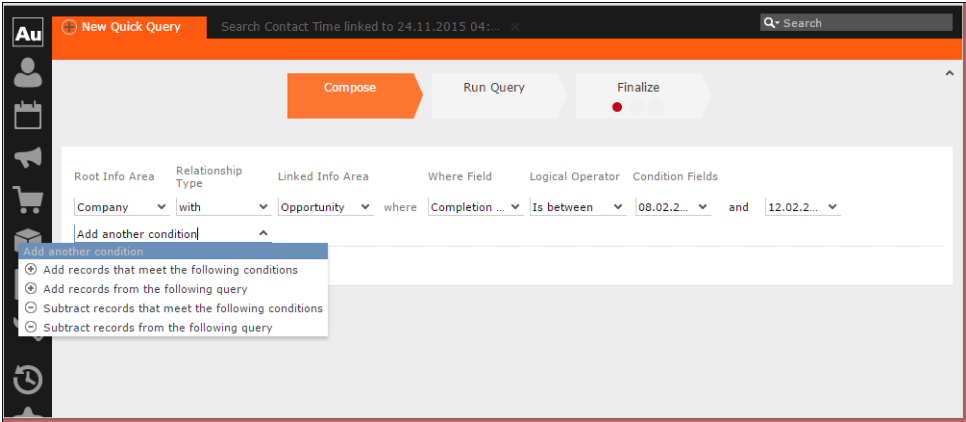 Au
New Quick Query
Search Contact Time linked to 24.11.2015 04:... ×
Search
Compose
Run Query
Finalize
Root Info Area
Relationship Type
Linked Info Area
Where Field
Logical Operator
Condition Fields
Company with Opportunity where Completion ... Is between 08.02.2... and 12.02.2...
Add another condition
Add another condition
Add records that meet the following conditions
Add records from the following query
Subtract records that meet the following conditions
Subtract records from the following query